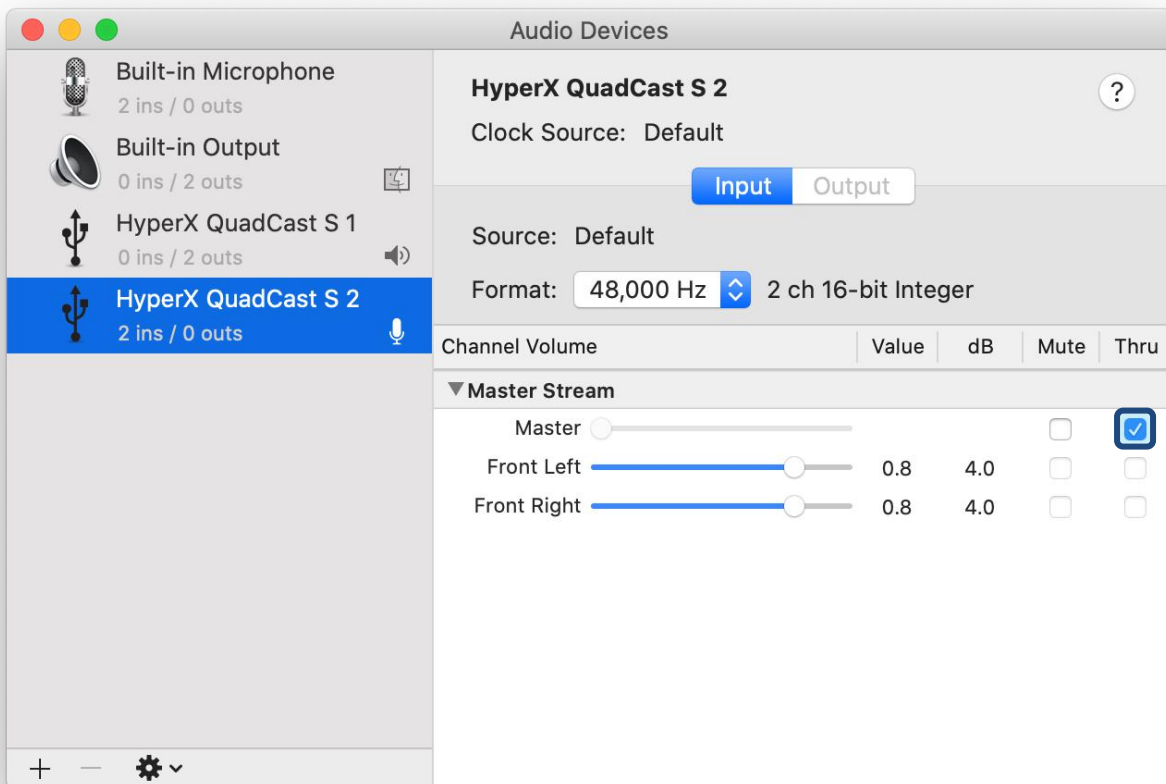 Audio Devices
Built-in Microphone
2 ins / 0 outs
Built-in Output
0 ins / 2 outs
HyperX QuadCast S 1
0 ins / 2 outs
HyperX QuadCast S 2
2 ins / 0 outs
HyperX QuadCast S 2
?
Clock Source: Default
Input Output
Source: Default
Format: 48,000 Hz 2 ch 16-bit Integer
Channel Volume Value dB Mute Thru
Master Stream
Master
Front Left 0.8 4.0
Front Right 0.8 4.0